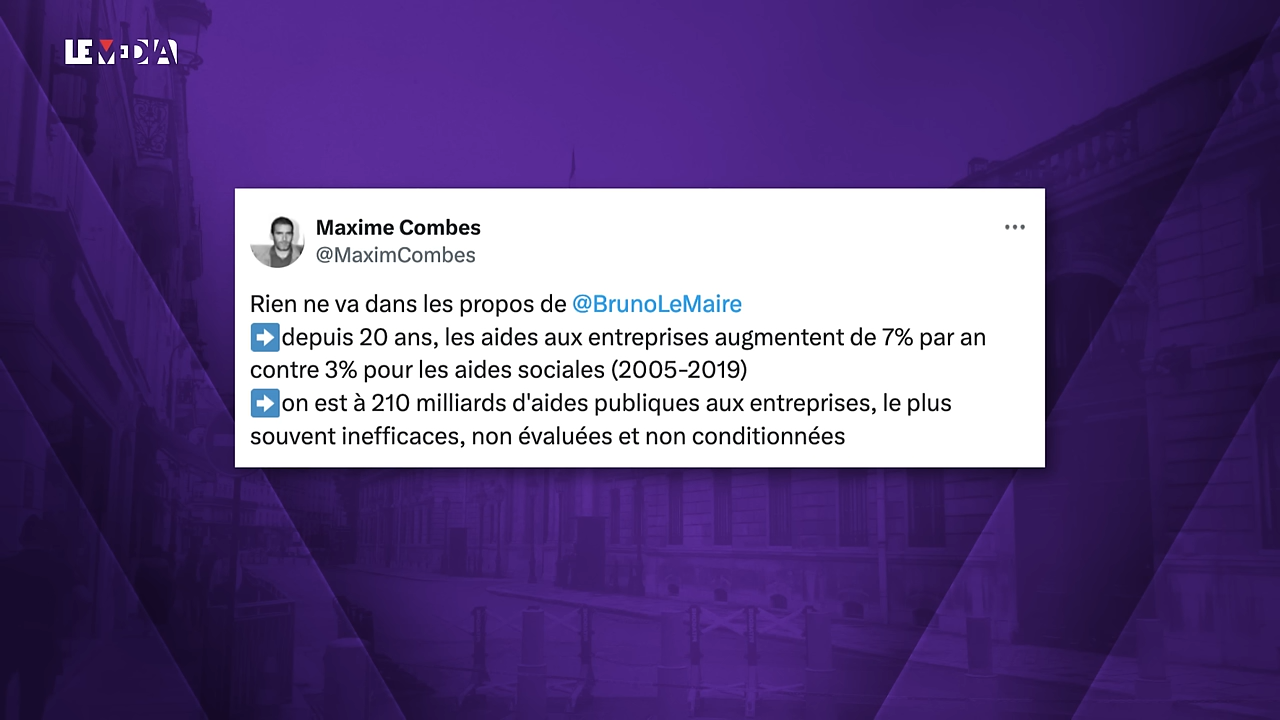 LE MEDIA
Maxime Combes
@MaximCombes
Rien ne va dans les propos de @BrunoLeMaire
➡️depuis 20 ans, les aides aux entreprises augmentent de 7% par an
contre 3% pour les aides sociales (2005-2019)
➡️on est à 210 milliards d'aides publiques aux entreprises, le plus
souvent inefficaces, non évaluées et non conditionnées